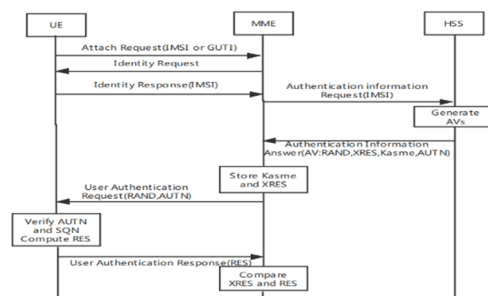 UE
MME
HSS
Attach Request(IMSI or GUTI)
Identity Request
Identity Response(IMSI)
Authentication information
Request(IMSI)
Generate
AVs
Authentication Information
Answer(AV:RAND,XRES,Kasme,AUTN)
Store Kasme
and XRES
User Authentication
Request(RAND,AUTN)
Verify AUTN
and SQN
Compute RES
User Authentication Response(RES)
Compare
XRES and RES